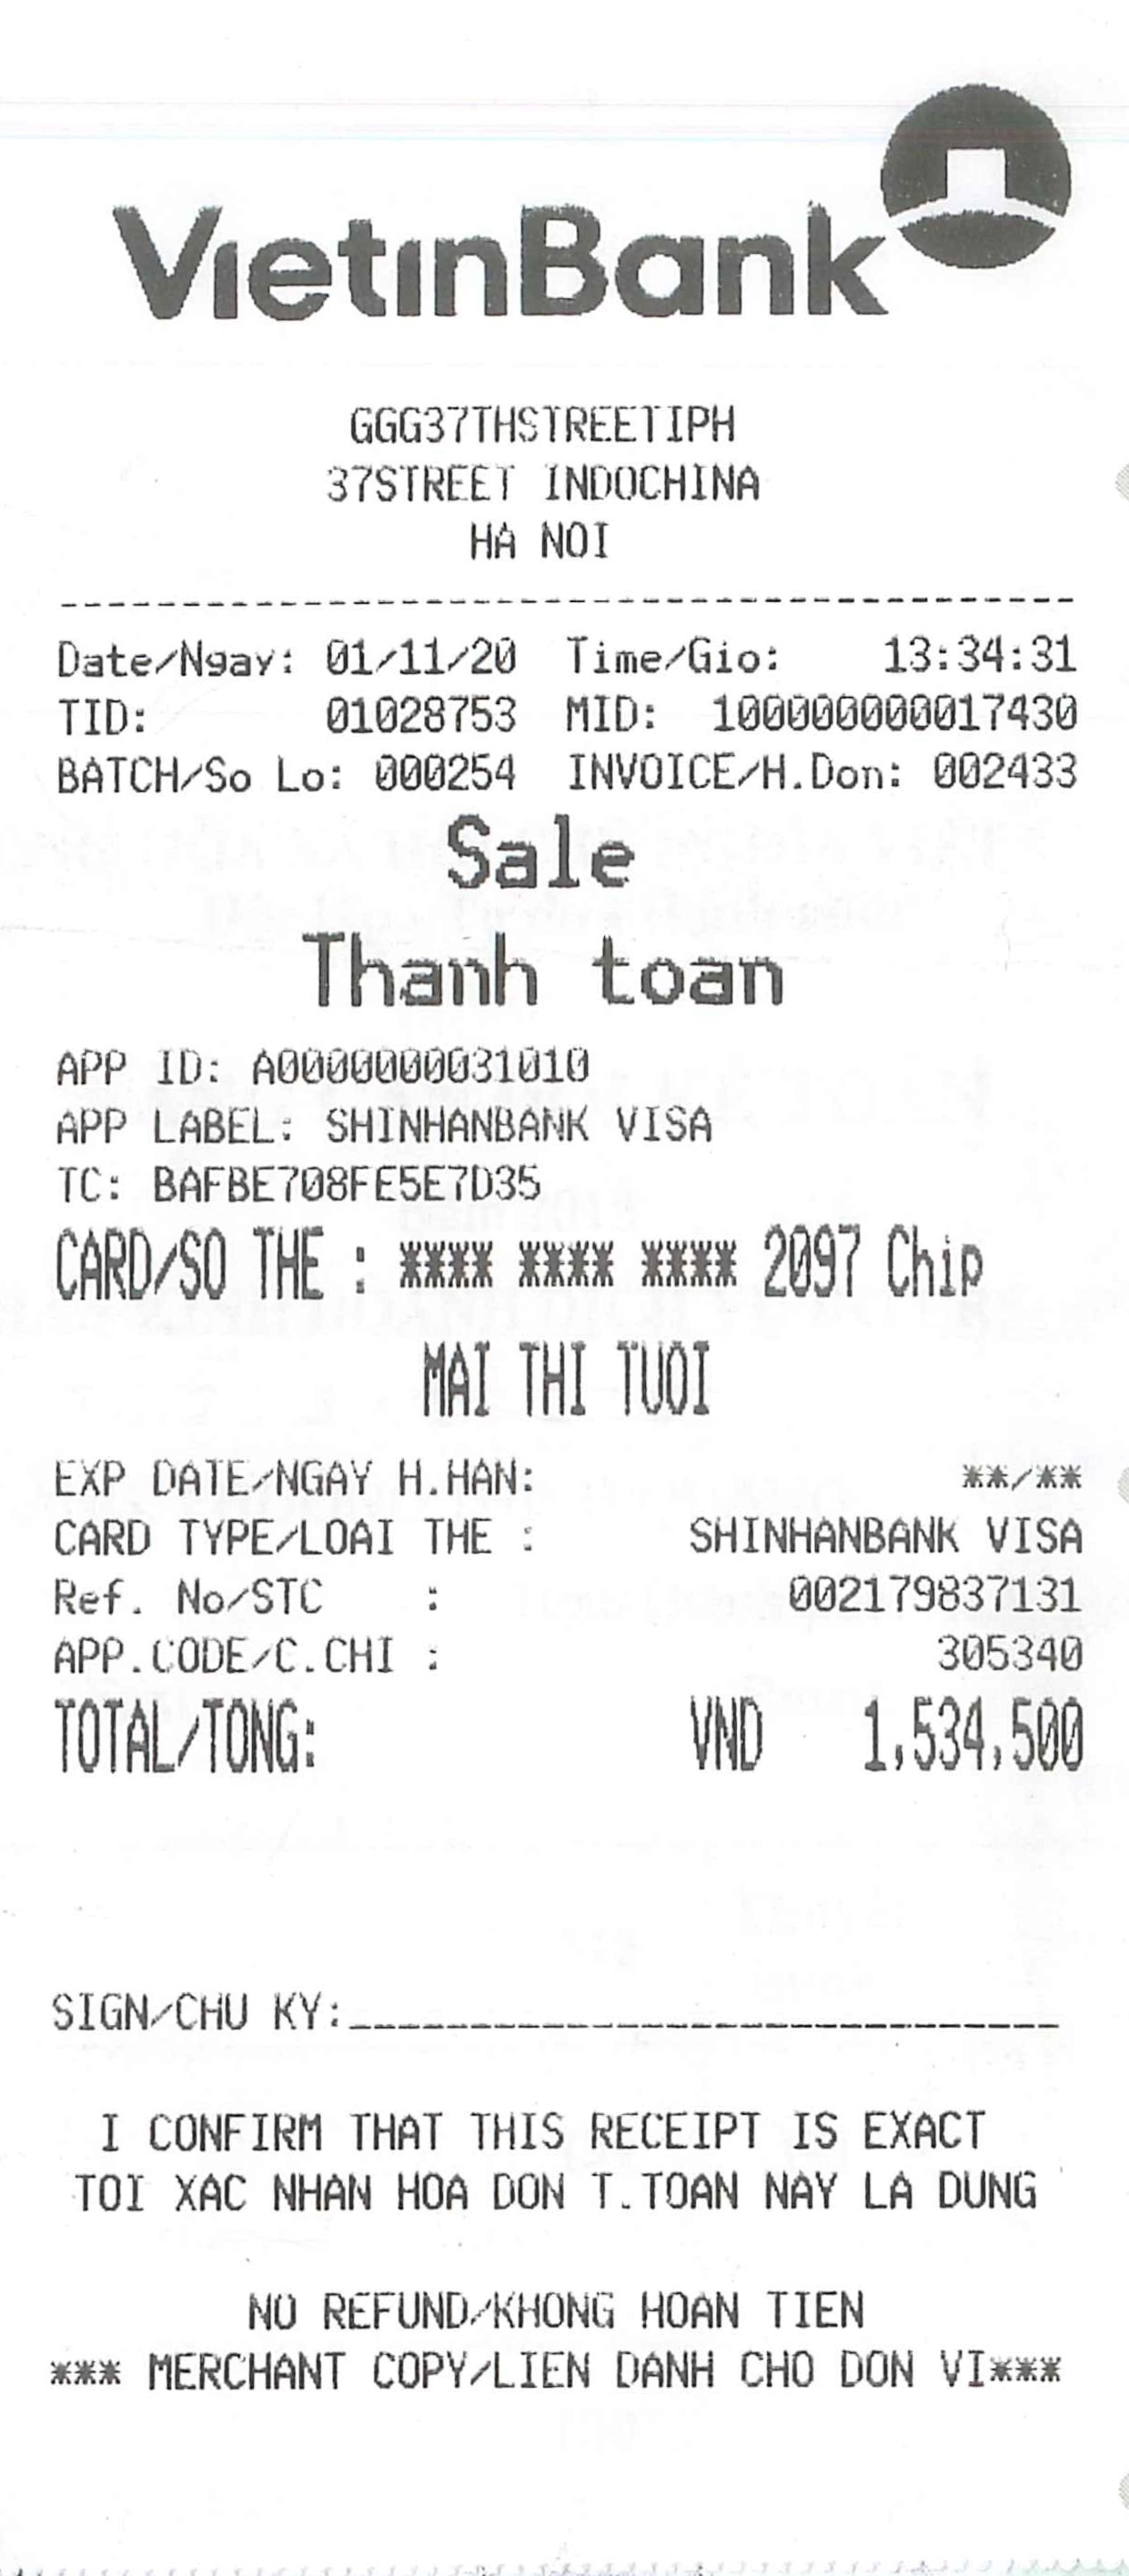 VietinBank
GGG37THSTREETIPH
37STREET INDOCHINA
HA NOI
Date/Ngay: 01/11/20 Time/Gio: 13:34:31
TID: 01028753 MID: 100000000017430
BATCH/So Lo: 000254 INVOICE/H.Don: 002433
Sale
Thanh toan
APP ID: A0000000031010
APP LABEL: SHINHANBANK VISA
TC: BAFBE708FE5E7D35
CARD/SO THE : **** **** **** 2097 Chip
MAI THI TUOI
EXP DATE/NGAY H.HAN: **/**
CARD TYPE/LOAI THE : SHINHANBANK VISA
Ref. No/STC : 002179837131
APP.CODE/C.CHI : 305340
TOTAL/TONG: VND 1,534,500
SIGN/CHU KY:_____________________________
I CONFIRM THAT THIS RECEIPT IS EXACT
TOI XAC NHAN HOA DON T.TOAN NAY LA DUNG
NO REFUND/KHONG HOAN TIEN
*** MERCHANT COPY/LIEN DANH CHO DON VI***